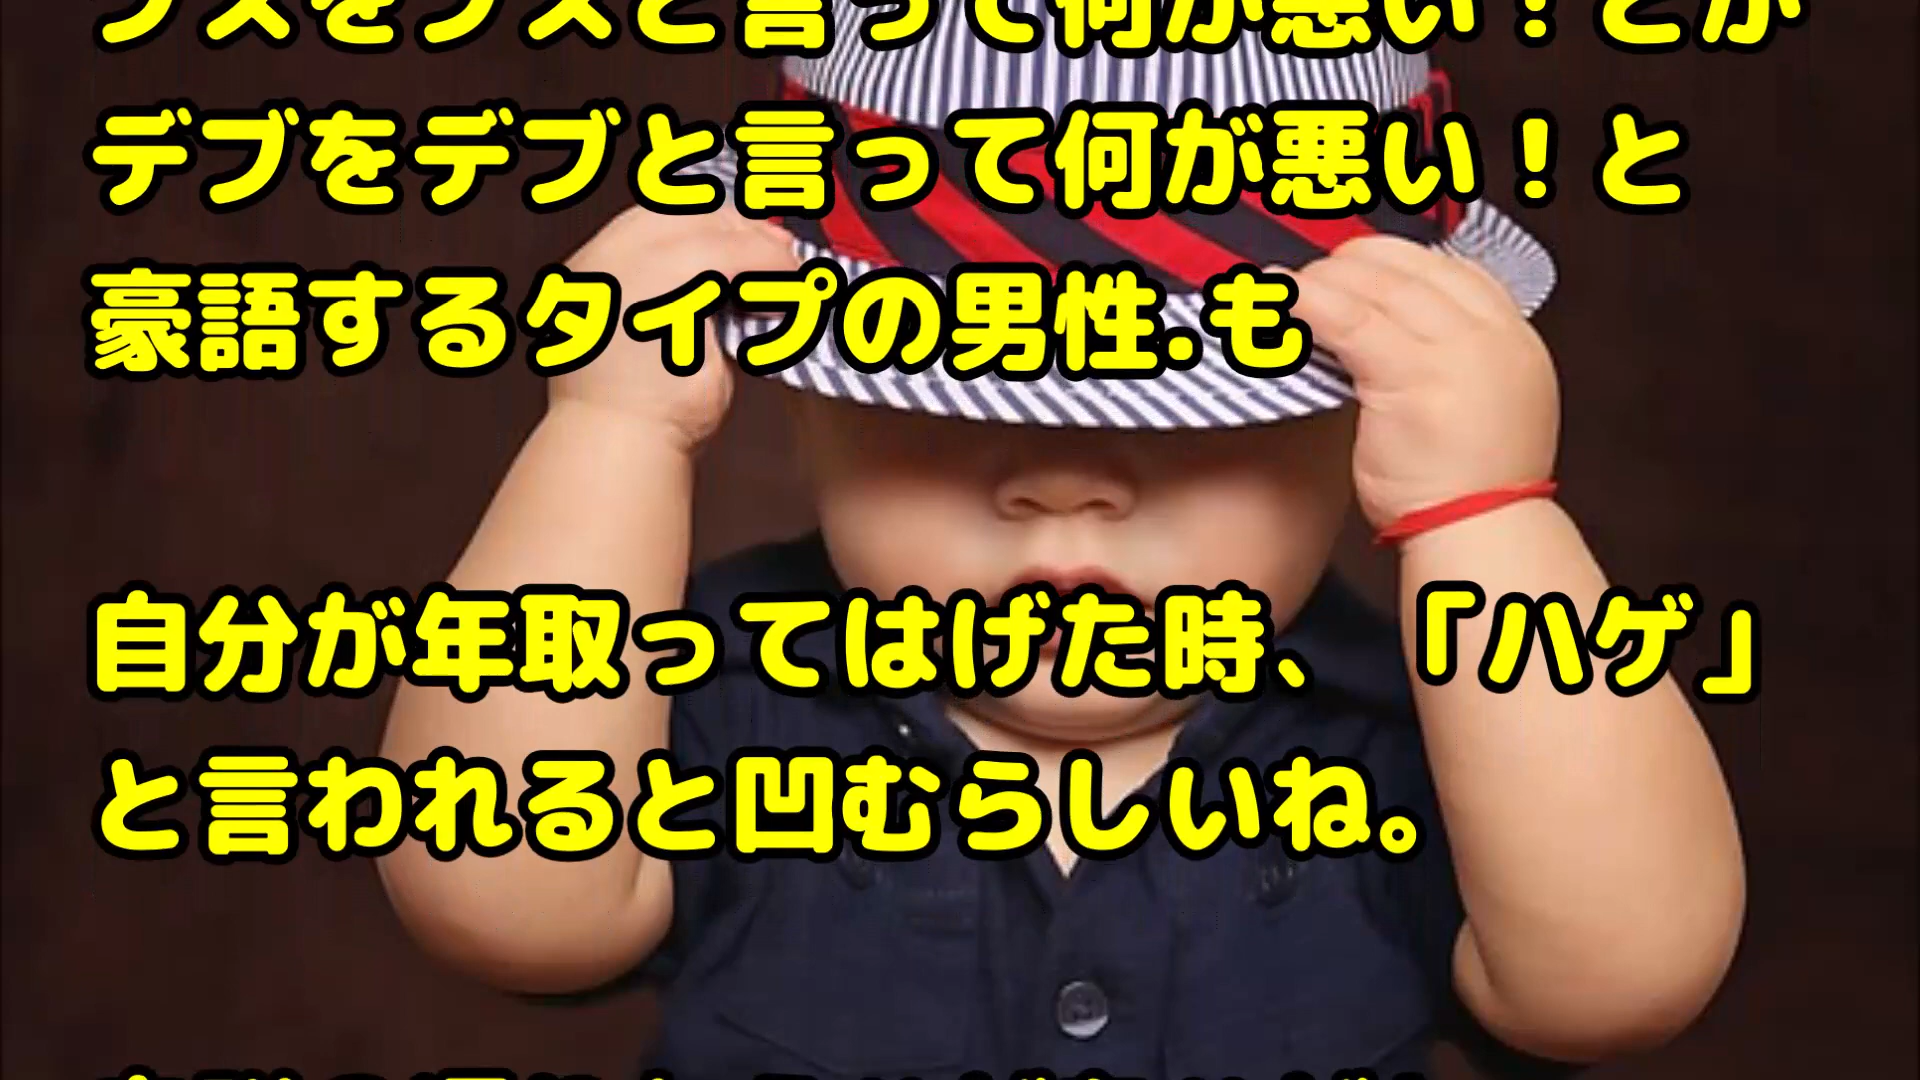 ブスをブスと言って何が悪い！とか
デブをデブと言って何が悪い！と
豪語するタイプの男性.も
自分が年取ってはげた時、「ハゲ」
と言われると凹むらしいね。